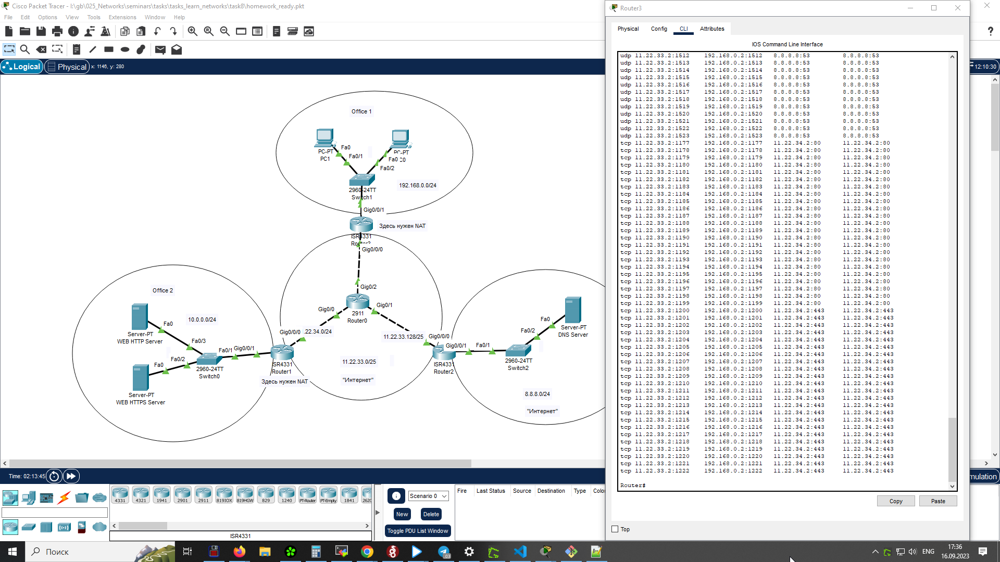 Cisco Packet Tracer - I:\gb\025_Networks\seminars\tasks\tasks_learn_networks\task8\homework_ready.pkt
File Edit Options View Tools Extensions Window Help
Logical Physical x: 1146, y: 280
12:10:30
Office 1
PC-PT
PC1
Fa0
Fa0/1
PC-PT
C0
Fa0
Fa0/2
192.168.0.0/24
2960-24TT
Switch1
Gig0/0/1
Здесь нужен NAT
ISR4331
Gig0/0/0
Gig0/2
Gig0/0
Gig0/1
2911
Router0
Office 2
10.0.0.0/24
Fa0
Server-PT
WEB HTTP Server
Fa0/3
Fa0/1
Gig0/0/1
Fa0
Fa0/2
2960-24TT
Switch0
Server-PT
WEB HTTPS Server
Gig0/0/0
.22.34.0/24
ISR4331
Router1
Здесь нужен NAT
11.22.33.0/25
"Интернет"
11.22.33.128/25
Gig0/0/0
Gig0/0/1
Fa0/1
ISR4331
Router2
2960-24TT
Switch2
Fa0/2
Fa0
Server-PT
DNS Server
8.8.8.0/24
"Интернет"
Time: 02:13:45
mulation
4331 4321 1941 2901 2911 819IOX 819HGW 829 1240 PT-Router PT-Empty 1841 2620
ISR4331
Scenario 0
New Delete
Toggle PDU List Window
Fire Last Status Source Destination Type Colo
Router3
Physical Config CLI Attributes
IOS Command Line Interface
udp 11.22.33.2:1512 192.168.0.2:1512 8.8.8.8:53 8.8.8.8:53
udp 11.22.33.2:1513 192.168.0.2:1513 8.8.8.8:53 8.8.8.8:53
udp 11.22.33.2:1514 192.168.0.2:1514 8.8.8.8:53 8.8.8.8:53
udp 11.22.33.2:1515 192.168.0.2:1515 8.8.8.8:53 8.8.8.8:53
udp 11.22.33.2:1516 192.168.0.2:1516 8.8.8.8:53 8.8.8.8:53
udp 11.22.33.2:1517 192.168.0.2:1517 8.8.8.8:53 8.8.8.8:53
udp 11.22.33.2:1518 192.168.0.2:1518 8.8.8.8:53 8.8.8.8:53
udp 11.22.33.2:1519 192.168.0.2:1519 8.8.8.8:53 8.8.8.8:53
udp 11.22.33.2:1520 192.168.0.2:1520 8.8.8.8:53 8.8.8.8:53
udp 11.22.33.2:1521 192.168.0.2:1521 8.8.8.8:53 8.8.8.8:53
udp 11.22.33.2:1522 192.168.0.2:1522 8.8.8.8:53 8.8.8.8:53
udp 11.22.33.2:1523 192.168.0.2:1523 8.8.8.8:53 8.8.8.8:53
tcp 11.22.33.2:1177 192.168.0.2:1177 11.22.34.2:80 11.22.34.2:80
tcp 11.22.33.2:1178 192.168.0.2:1178 11.22.34.2:80 11.22.34.2:80
tcp 11.22.33.2:1179 192.168.0.2:1179 11.22.34.2:80 11.22.34.2:80
tcp 11.22.33.2:1180 192.168.0.2:1180 11.22.34.2:80 11.22.34.2:80
tcp 11.22.33.2:1181 192.168.0.2:1181 11.22.34.2:80 11.22.34.2:80
tcp 11.22.33.2:1182 192.168.0.2:1182 11.22.34.2:80 11.22.34.2:80
tcp 11.22.33.2:1183 192.168.0.2:1183 11.22.34.2:80 11.22.34.2:80
tcp 11.22.33.2:1184 192.168.0.2:1184 11.22.34.2:80 11.22.34.2:80
tcp 11.22.33.2:1185 192.168.0.2:1185 11.22.34.2:80 11.22.34.2:80
tcp 11.22.33.2:1186 192.168.0.2:1186 11.22.34.2:80 11.22.34.2:80
tcp 11.22.33.2:1187 192.168.0.2:1187 11.22.34.2:80 11.22.34.2:80
tcp 11.22.33.2:1188 192.168.0.2:1188 11.22.34.2:80 11.22.34.2:80
tcp 11.22.33.2:1189 192.168.0.2:1189 11.22.34.2:80 11.22.34.2:80
tcp 11.22.33.2:1190 192.168.0.2:1190 11.22.34.2:80 11.22.34.2:80
tcp 11.22.33.2:1191 192.168.0.2:1191 11.22.34.2:80 11.22.34.2:80
tcp 11.22.33.2:1192 192.168.0.2:1192 11.22.34.2:80 11.22.34.2:80
tcp 11.22.33.2:1193 192.168.0.2:1193 11.22.34.2:80 11.22.34.2:80
tcp 11.22.33.2:1194 192.168.0.2:1194 11.22.34.2:80 11.22.34.2:80
tcp 11.22.33.2:1195 192.168.0.2:1195 11.22.34.2:80 11.22.34.2:80
tcp 11.22.33.2:1196 192.168.0.2:1196 11.22.34.2:80 11.22.34.2:80
tcp 11.22.33.2:1197 192.168.0.2:1197 11.22.34.2:80 11.22.34.2:80
tcp 11.22.33.2:1198 192.168.0.2:1198 11.22.34.2:80 11.22.34.2:80
tcp 11.22.33.2:1199 192.168.0.2:1199 11.22.34.2:80 11.22.34.2:80
tcp 11.22.33.2:1200 192.168.0.2:1200 11.22.34.2:443 11.22.34.2:443
tcp 11.22.33.2:1201 192.168.0.2:1201 11.22.34.2:443 11.22.34.2:443
tcp 11.22.33.2:1202 192.168.0.2:1202 11.22.34.2:443 11.22.34.2:443
tcp 11.22.33.2:1203 192.168.0.2:1203 11.22.34.2:443 11.22.34.2:443
tcp 11.22.33.2:1204 192.168.0.2:1204 11.22.34.2:443 11.22.34.2:443
tcp 11.22.33.2:1205 192.168.0.2:1205 11.22.34.2:443 11.22.34.2:443
tcp 11.22.33.2:1206 192.168.0.2:1206 11.22.34.2:443 11.22.34.2:443
tcp 11.22.33.2:1207 192.168.0.2:1207 11.22.34.2:443 11.22.34.2:443
tcp 11.22.33.2:1208 192.168.0.2:1208 11.22.34.2:443 11.22.34.2:443
tcp 11.22.33.2:1209 192.168.0.2:1209 11.22.34.2:443 11.22.34.2:443
tcp 11.22.33.2:1210 192.168.0.2:1210 11.22.34.2:443 11.22.34.2:443
tcp 11.22.33.2:1211 192.168.0.2:1211 11.22.34.2:443 11.22.34.2:443
tcp 11.22.33.2:1212 192.168.0.2:1212 11.22.34.2:443 11.22.34.2:443
tcp 11.22.33.2:1213 192.168.0.2:1213 11.22.34.2:443 11.22.34.2:443
tcp 11.22.33.2:1214 192.168.0.2:1214 11.22.34.2:443 11.22.34.2:443
tcp 11.22.33.2:1215 192.168.0.2:1215 11.22.34.2:443 11.22.34.2:443
tcp 11.22.33.2:1216 192.168.0.2:1216 11.22.34.2:443 11.22.34.2:443
tcp 11.22.33.2:1217 192.168.0.2:1217 11.22.34.2:443 11.22.34.2:443
tcp 11.22.33.2:1218 192.168.0.2:1218 11.22.34.2:443 11.22.34.2:443
tcp 11.22.33.2:1219 192.168.0.2:1219 11.22.34.2:443 11.22.34.2:443
tcp 11.22.33.2:1220 192.168.0.2:1220 11.22.34.2:443 11.22.34.2:443
tcp 11.22.33.2:1221 192.168.0.2:1221 11.22.34.2:443 11.22.34.2:443
tcp 11.22.33.2:1222 192.168.0.2:1222 11.22.34.2:443 11.22.34.2:443
Router#
Copy Paste
Top
Поиск
03
ENG
17:36
16.09.2023